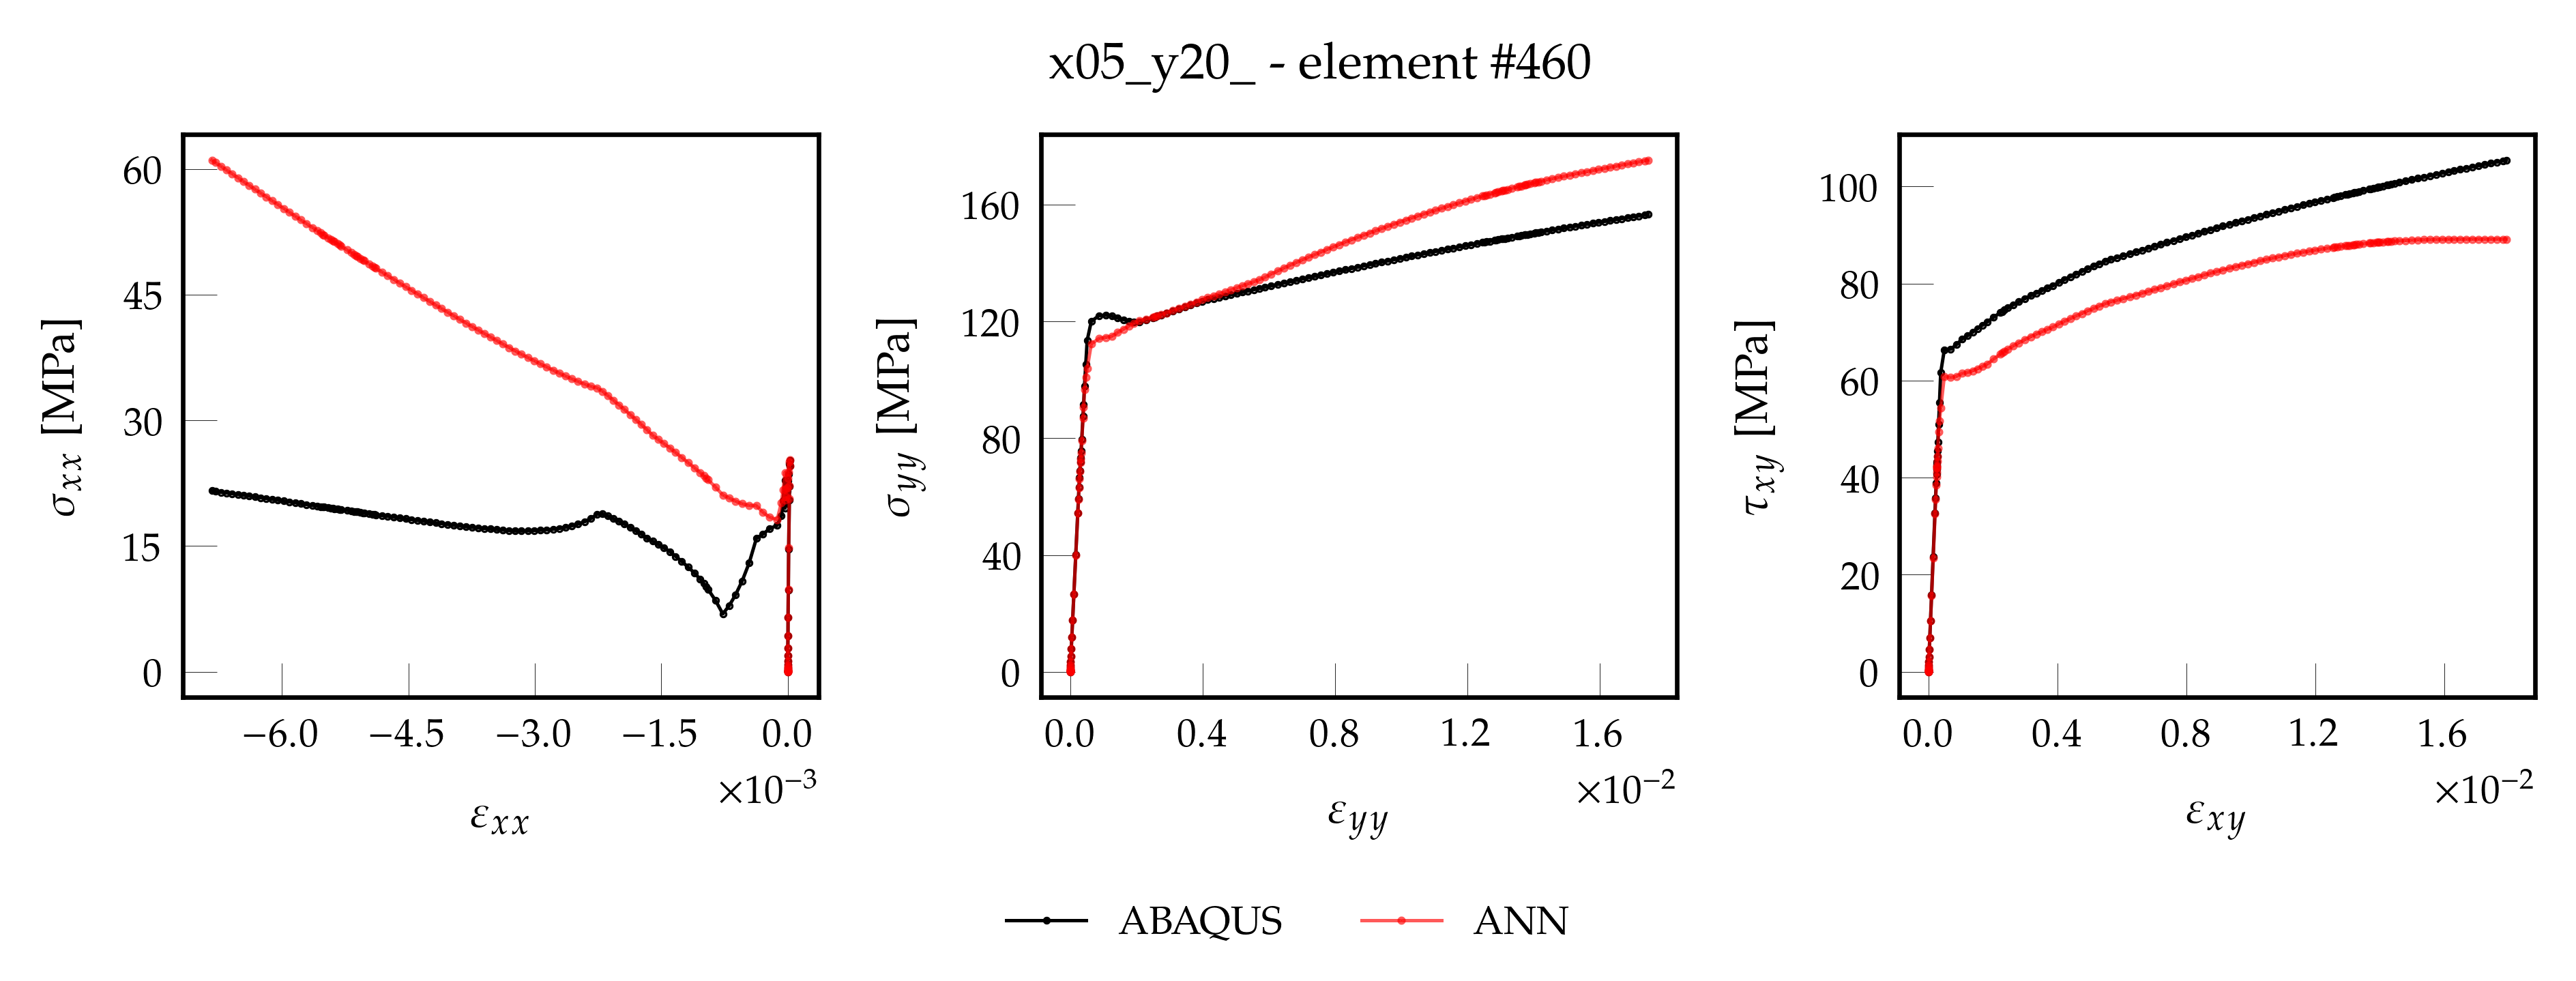 x05_y20_ - element #460
σxx [MPa]
60
45
30
15
0
−6.0 −4.5 −3.0 −1.5 0.0
×10−3
εxx
σyy [MPa]
160
120
80
40
0
0.0 0.4 0.8 1.2 1.6
×10−2
εyy
τxy [MPa]
100
80
60
40
20
0
0.0 0.4 0.8 1.2 1.6
×10−2
εxy
ABAQUS ANN